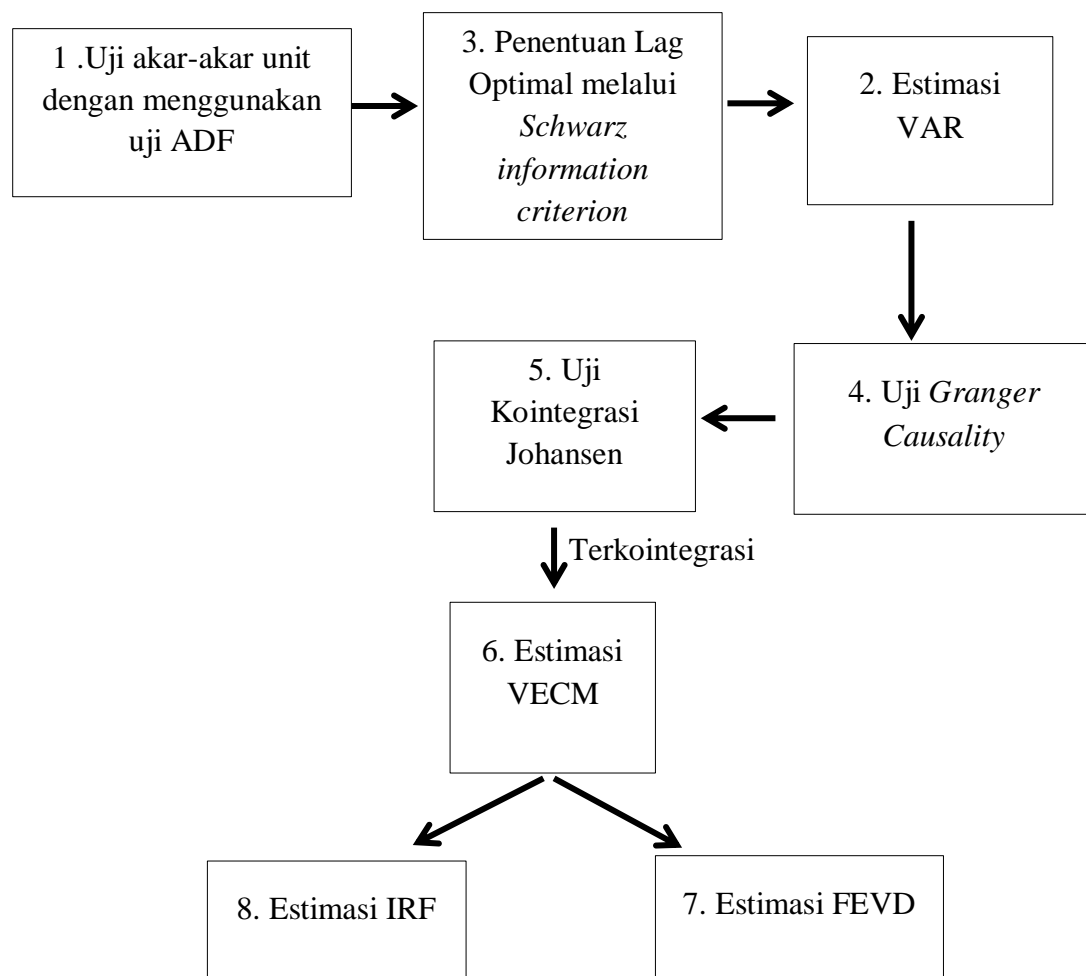 1 .Uji akar-akar unit
dengan menggunakan
uji ADF
3. Penentuan Lag
Optimal melalui
Schwarz
information
criterion
2. Estimasi
VAR
4. Uji Granger
Causality
5. Uji
Kointegrasi
Johansen
Terkointegrasi
6. Estimasi
VECM
8. Estimasi IRF
7. Estimasi FEVD